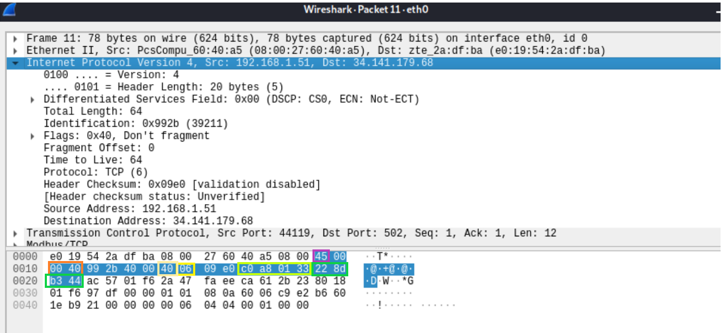 Wireshark · Packet 11 · eth0
Frame 11: 78 bytes on wire (624 bits), 78 bytes captured (624 bits) on interface eth0, id 0
Ethernet II, Src: PcsCompu_60:40:a5 (08:00:27:60:40:a5), Dst: zte_2a:df:ba (e0:19:54:2a:df:ba)
Internet Protocol Version 4, Src: 192.168.1.51, Dst: 34.141.179.68
0100 .... = Version: 4
.... 0101 = Header Length: 20 bytes (5)
Differentiated Services Field: 0x00 (DSCP: CS0, ECN: Not-ECT)
Total Length: 64
Identification: 0x992b (39211)
Flags: 0x40, Don't fragment
Fragment Offset: 0
Time to Live: 64
Protocol: TCP (6)
Header Checksum: 0x09e0 [validation disabled]
[Header checksum status: Unverified]
Source Address: 192.168.1.51
Destination Address: 34.141.179.68
Transmission Control Protocol, Src Port: 44119, Dst Port: 502, Seq: 1, Ack: 1, Len: 12
Modbus/TCP
0000 e0 19 54 2a df ba 08 00 27 60 40 a5 08 00 45 00 ··T*····
0010 00 40 99 2b 40 00 40 06 09 e0 c0 a8 01 33 22 8d ·@·+@·@·
0020 b3 44 ac 57 01 f6 2a 47 fa ee ca 61 2b 23 80 18 ·D·W··*G
0030 01 f6 97 df 00 00 01 01 08 0a 60 06 c9 e2 b6 60 ········
0040 1e b9 21 00 00 00 00 06 04 04 00 01 00 00 ··!····· ······